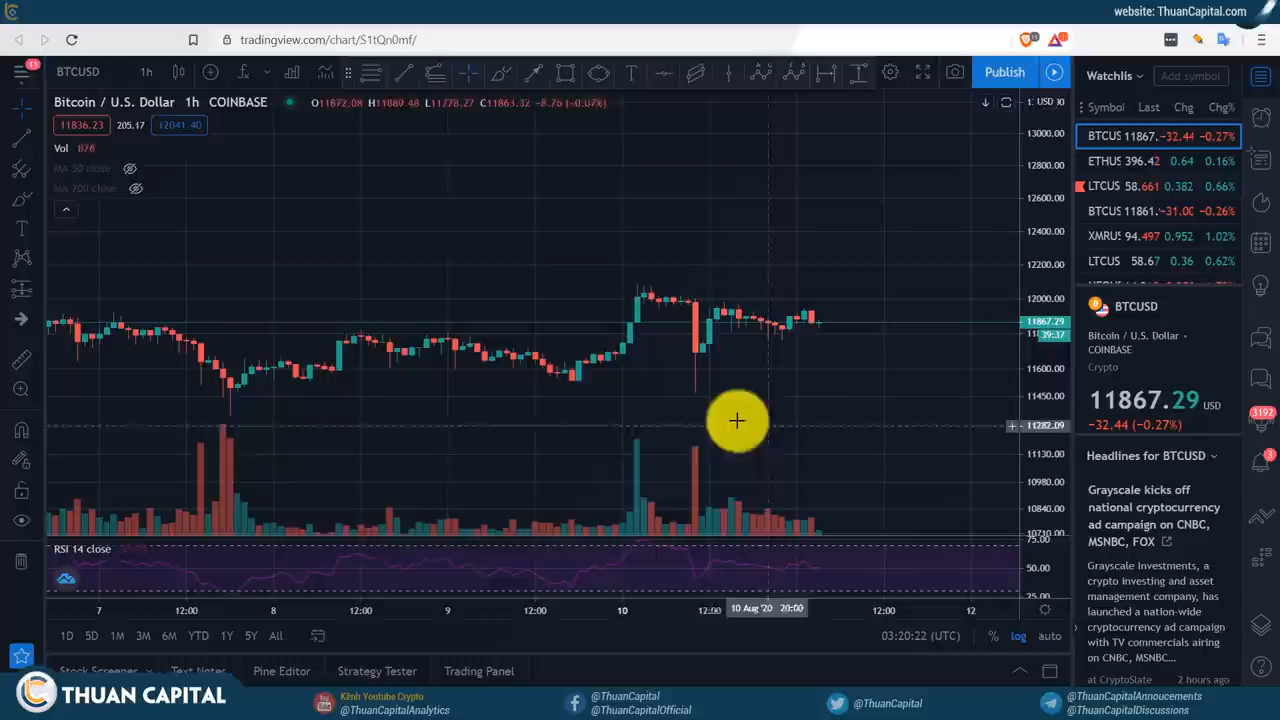 website: ThuanCapital.com
tradingview.com/chart/S1tQn0mf/
11
BTCUSD
1h
Publish
Watchlis
Add symbol
Bitcoin / U.S. Dollar 1h COINBASE
O11872.08 H11889.48 L11778.27 C11863.32 −8.76 (−0.07%)
11836.23 205.17 12041.40
Vol 876
MA 50 close
MA 200 close
USD
13000.00
12800.00
12600.00
12400.00
12200.00
12000.00
11867.29
39:37
11600.00
11450.00
11282.09
11130.00
10980.00
10840.00
10710.00
Symbol Last Chg Chg%
BTCUS 11867. −32.44 −0.27%
ETHUS 396.42 0.64 0.16%
LTCUS 58.661 0.382 0.66%
BTCUS 11861. −31.00 −0.26%
XMRUS 94.497 0.952 1.02%
LTCUS 58.67 0.36 0.62%
BTCUSD
Bitcoin / U.S. Dollar •
COINBASE
Crypto
11867.29 USD
−32.44 (−0.27%)
Headlines for BTCUSD
Grayscale kicks off
national cryptocurrency
ad campaign on CNBC,
MSNBC, FOX
Grayscale Investments, a
crypto investing and asset
management company, has
launched a nation-wide
cryptocurrency ad campaign
with TV commercials airing
on CNBC, MSNBC...
at CryptoSlate 2 hours ago
3192
3
RSI 14 close
75.00
50.00
25.00
7 12:00 8 12:00 9 12:00 10 12:00 10 Aug '20 20:00 12:00 12
1D 5D 1M 3M 6M YTD 1Y 5Y All
03:20:22 (UTC) % log auto
Stock Screener Text Notes Pine Editor Strategy Tester Trading Panel
THUAN CAPITAL
Kênh Youtube Crypto
@ThuanCapitalAnalytics
@ThuanCapital
@ThuanCapitalOfficial
@ThuanCapital
@ThuanCapitalAnnoucements
@ThuanCapitalDiscussions